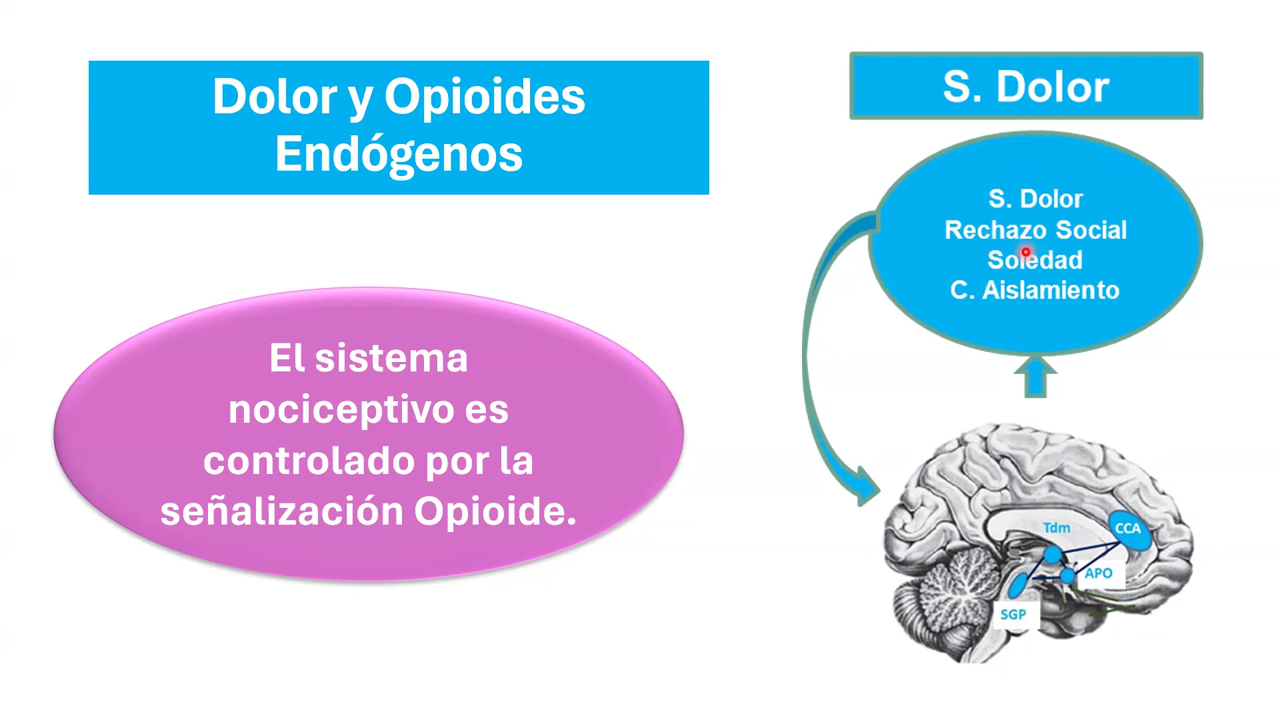 Dolor y Opioides
Endógenos
El sistema
nociceptivo es
controlado por la
señalización Opioide.
S. Dolor
S. Dolor
Rechazo Social
Soledad
C. Aislamiento
Tdm
CCA
APO
SGP